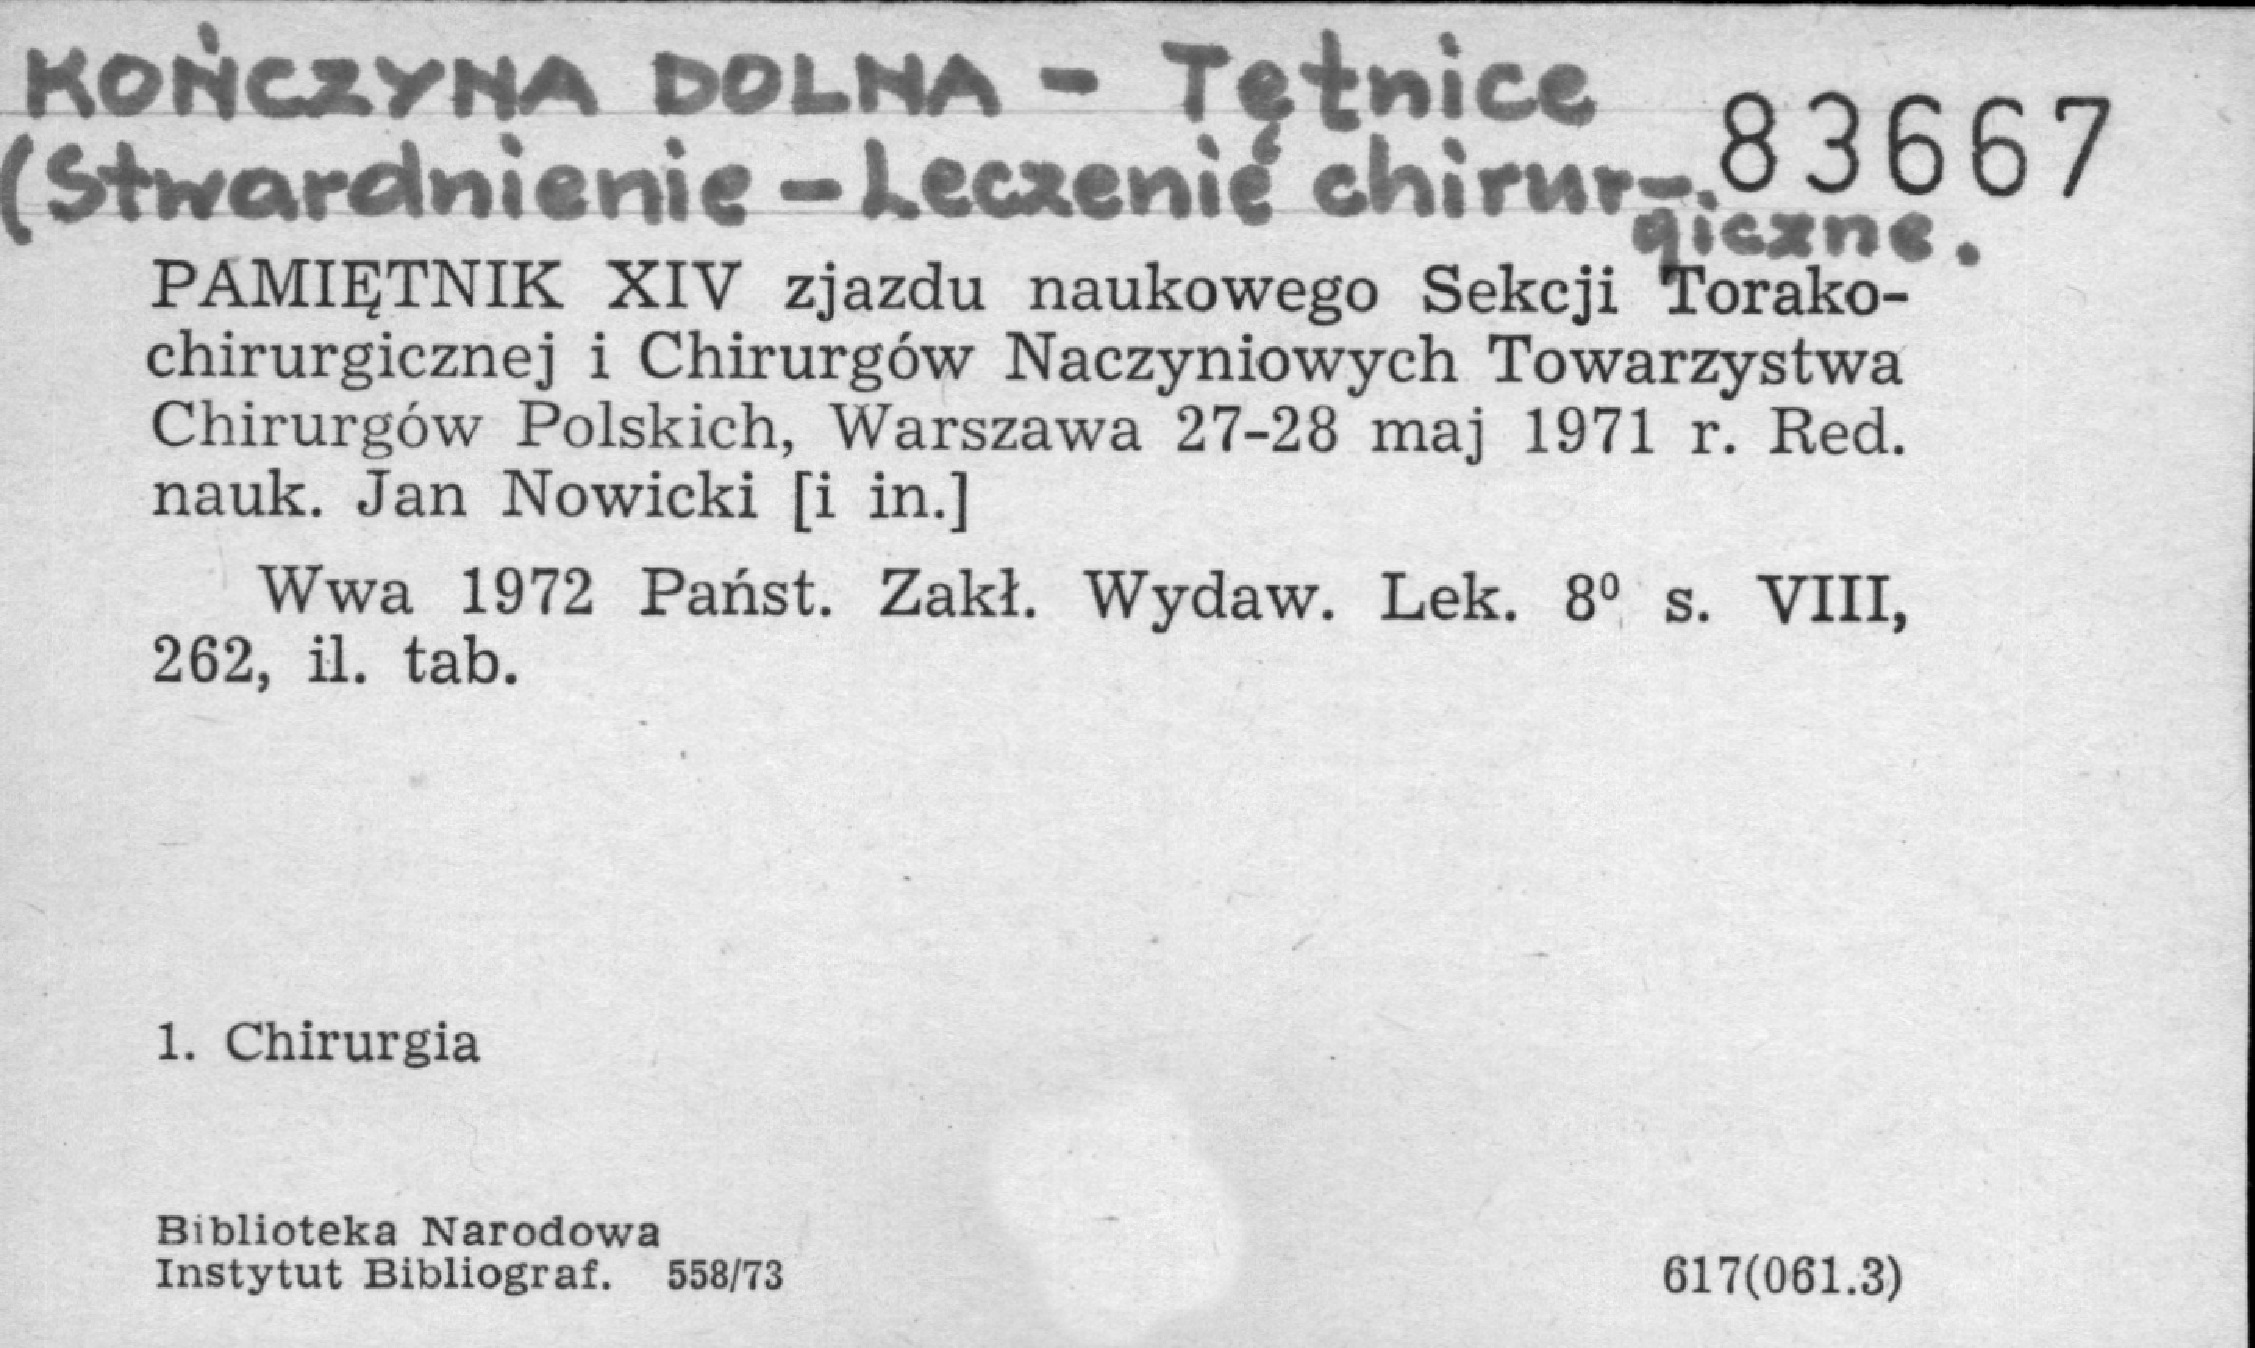 KOŃCZYNA DOLNA - Tętnice
83667
(Stwardnienie - Leczenie chirur-
giczne.
PAMIĘTNIK XIV zjazdu naukowego Sekcji Torako-
chirurgicznej i Chirurgów Naczyniowych Towarzystwa
Chirurgów Polskich, Warszawa 27-28 maj 1971 r. Red.
nauk. Jan Nowicki [i in.]
Wwa 1972 Państ. Zakł. Wydaw. Lek. 8⁰ s. VIII,
262, il. tab.
1. Chirurgia
Biblioteka Narodowa
Instytut Bibliograf. 558/73
617(061.3)